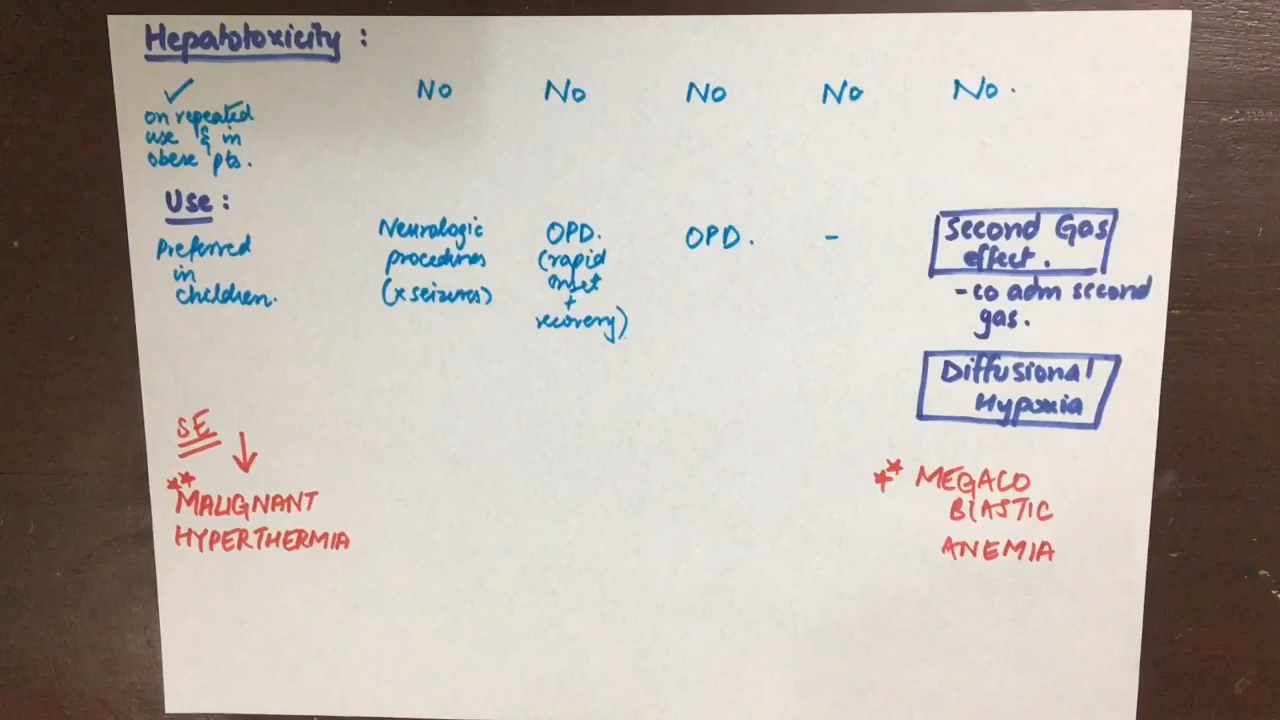 Hepatotoxicity :
✓ No No No No No.
on repeated
use & in
obese pts.
Use :
Preferred
in
children.
Neurologic
procedures
(x seizures)
OPD.
(rapid
onset
+
recovery)
OPD.
-
Second Gas
effect.
- co adm second
gas.
Diffusional
Hypoxia
SE
↓
** MALIGNANT
HYPERTHERMIA
** MEGALO
BLASTIC
ANEMIA